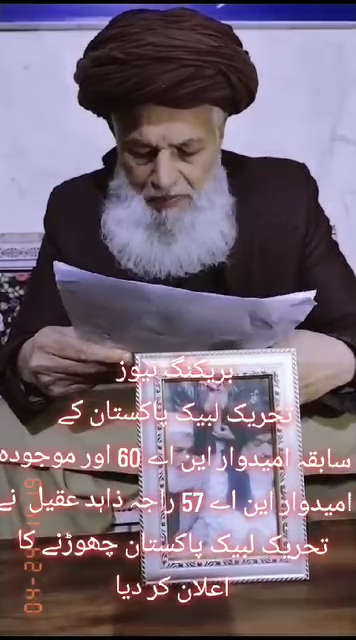 بریکنگ نیوز
تحریک لبیک پاکستان کے
سابقہ امیدوار این اے 60 اور موجودہ
امیدوار این اے 57 راجہ زاہد عقیل نے
تحریک لبیک پاکستان چھوڑنے کا
اعلان کر دیا